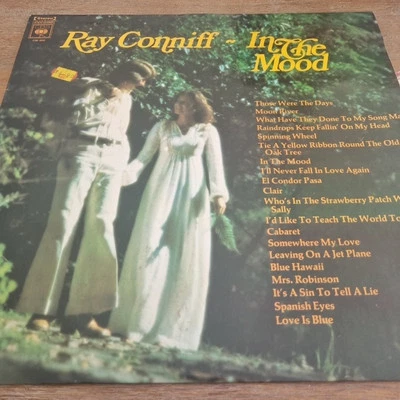 Ray Conniff - In The Mood
Those Were The Days
Moon River
What Have They Done To My Song Ma
Raindrops Keep Fallin' On My Head
Spinning Wheel
Tie A Yellow Ribbon Round The Old
Oak Tree
In The Mood
I'll Never Fall In Love Again
El Condor Pasa
Clair
Who's In The Strawberry Patch W
Sally
I'd Like To Teach The World To
Cabaret
Somewhere My Love
Leaving On A Jet Plane
Blue Hawaii
Mrs. Robinson
It's A Sin To Tell A Lie
Spanish Eyes
Love Is Blue